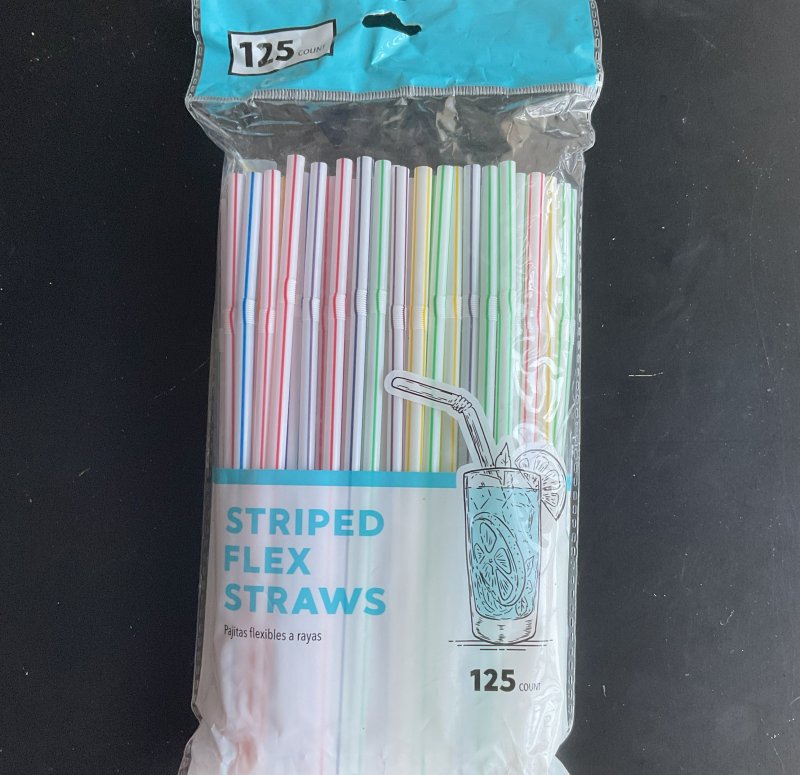 125 COUNT
STRIPED
FLEX
STRAWS
Pajitas flexibles a rayas
125 COUNT